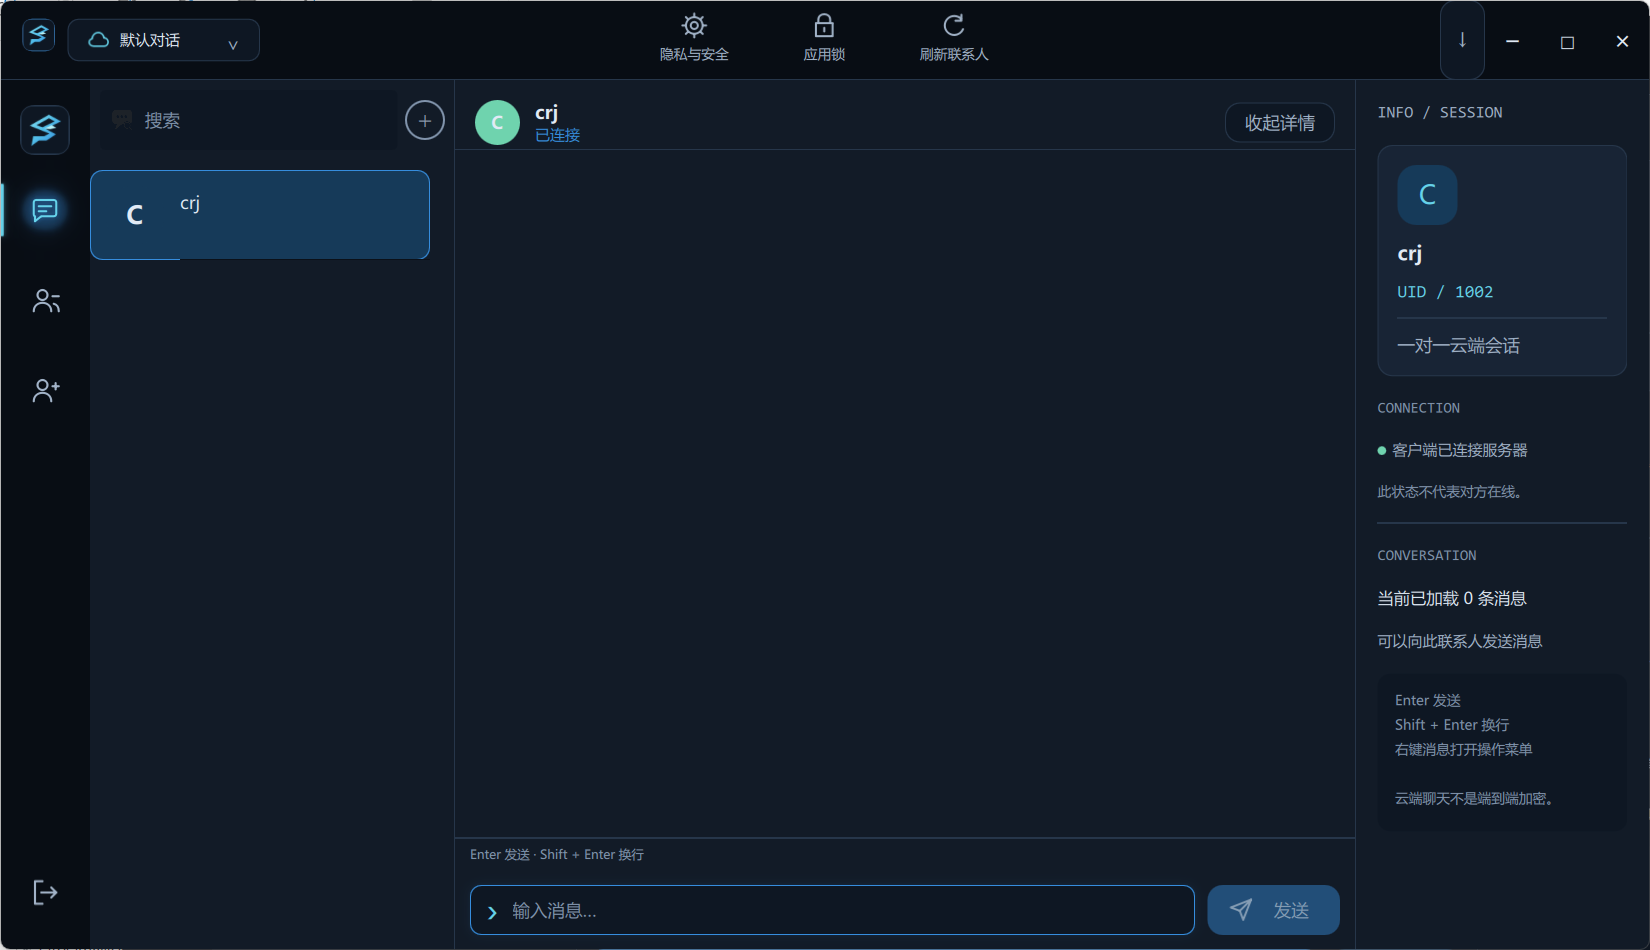 默认对话
隐私与安全
应用锁
刷新联系人
搜索
C
crj
C
crj
已连接
收起详情
INFO / SESSION
C
crj
UID / 1002
一对一云端会话
CONNECTION
客户端已连接服务器
此状态不代表对方在线。
CONVERSATION
当前已加载 0 条消息
可以向此联系人发送消息
Enter 发送
Shift + Enter 换行
右键消息打开操作菜单
云端聊天不是端到端加密。
Enter 发送 · Shift + Enter 换行
输入消息...
发送